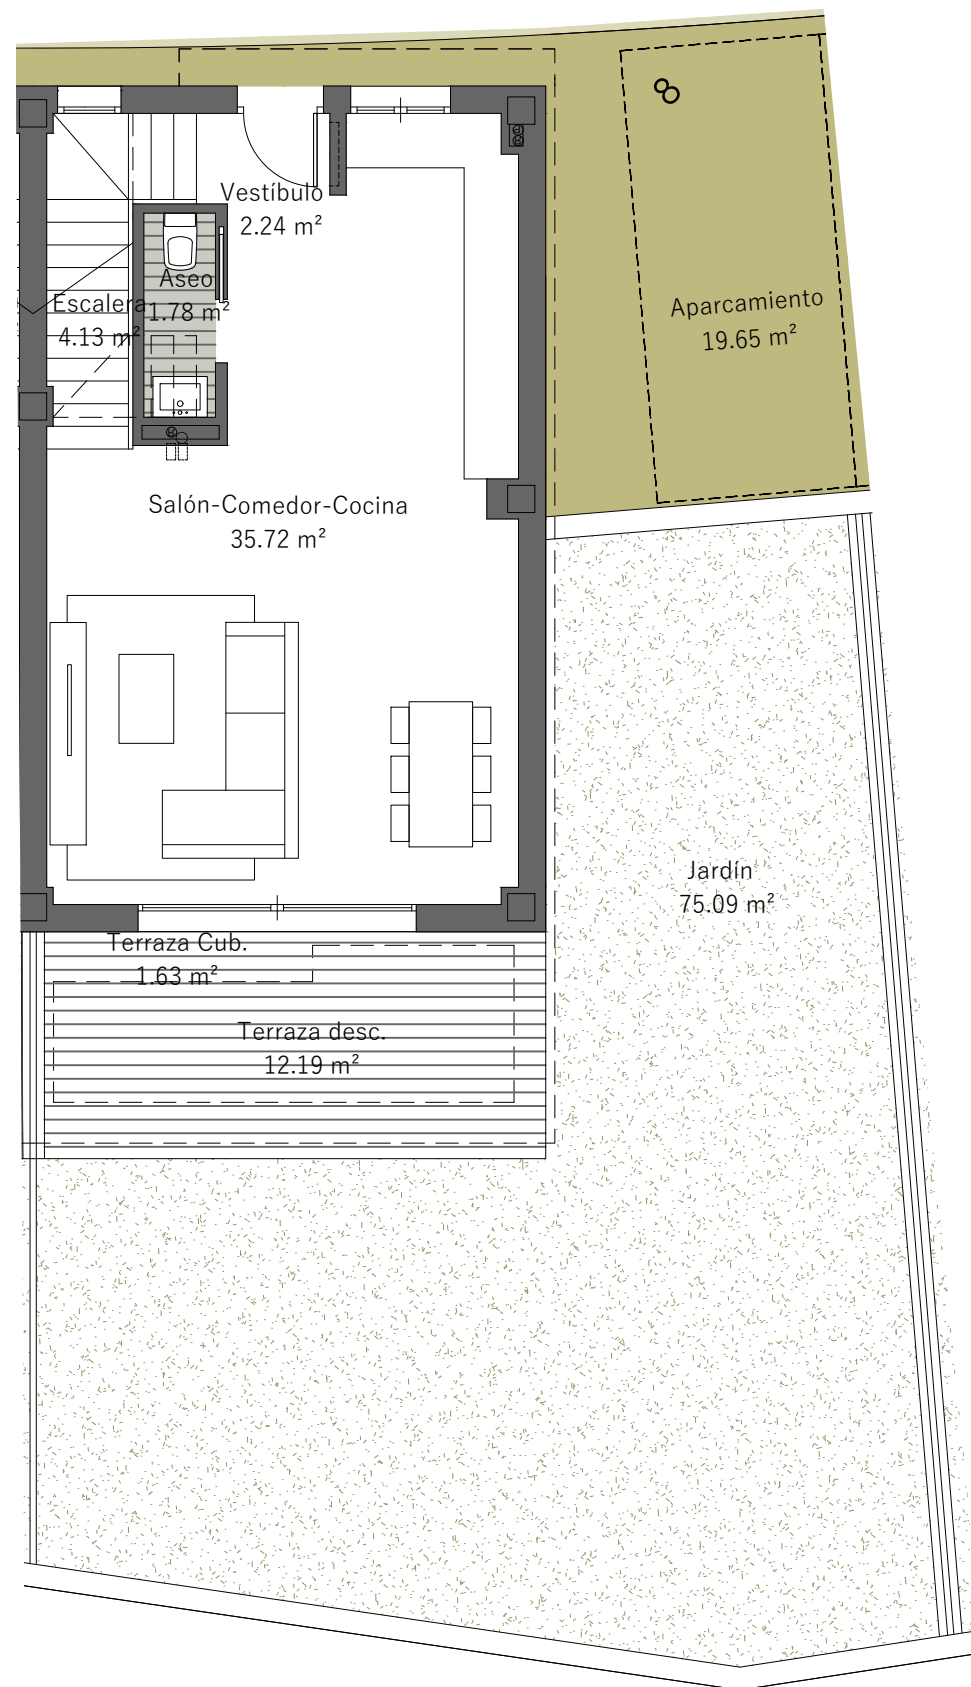 Vestíbulo
2.24 m²
Aseo
1.78 m²
Escalera
4.13 m²
Aparcamiento
19.65 m²
Salón-Comedor-Cocina
35.72 m²
Jardín
75.09 m²
Terraza Cub.
1.63 m²
Terraza desc.
12.19 m²